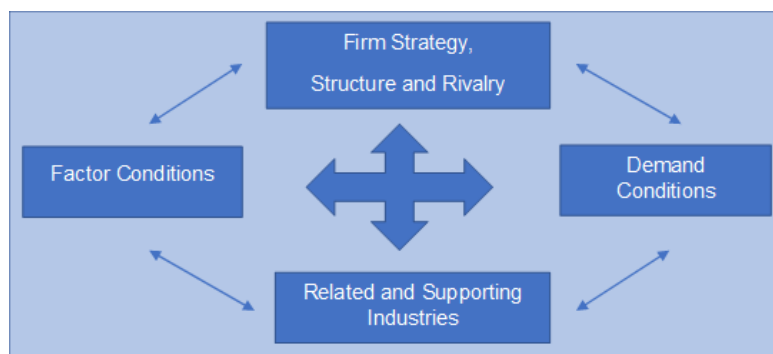 Firm Strategy,
Structure and Rivalry
Factor Conditions
Demand
Conditions
Related and Supporting
Industries